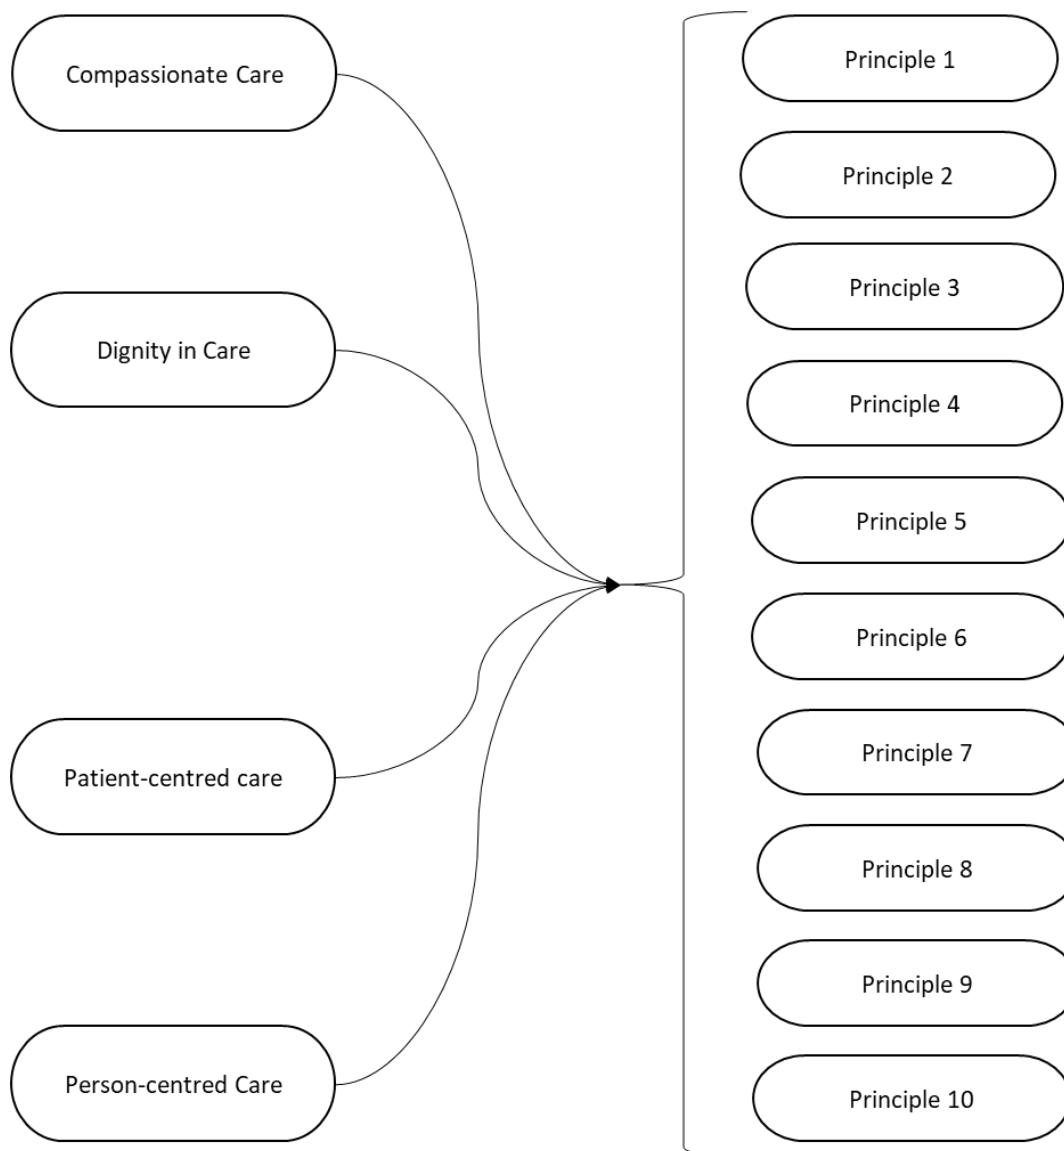 Compassionate Care
Dignity in Care
Patient-centred care
Person-centred Care
Principle 1
Principle 2
Principle 3
Principle 4
Principle 5
Principle 6
Principle 7
Principle 8
Principle 9
Principle 10